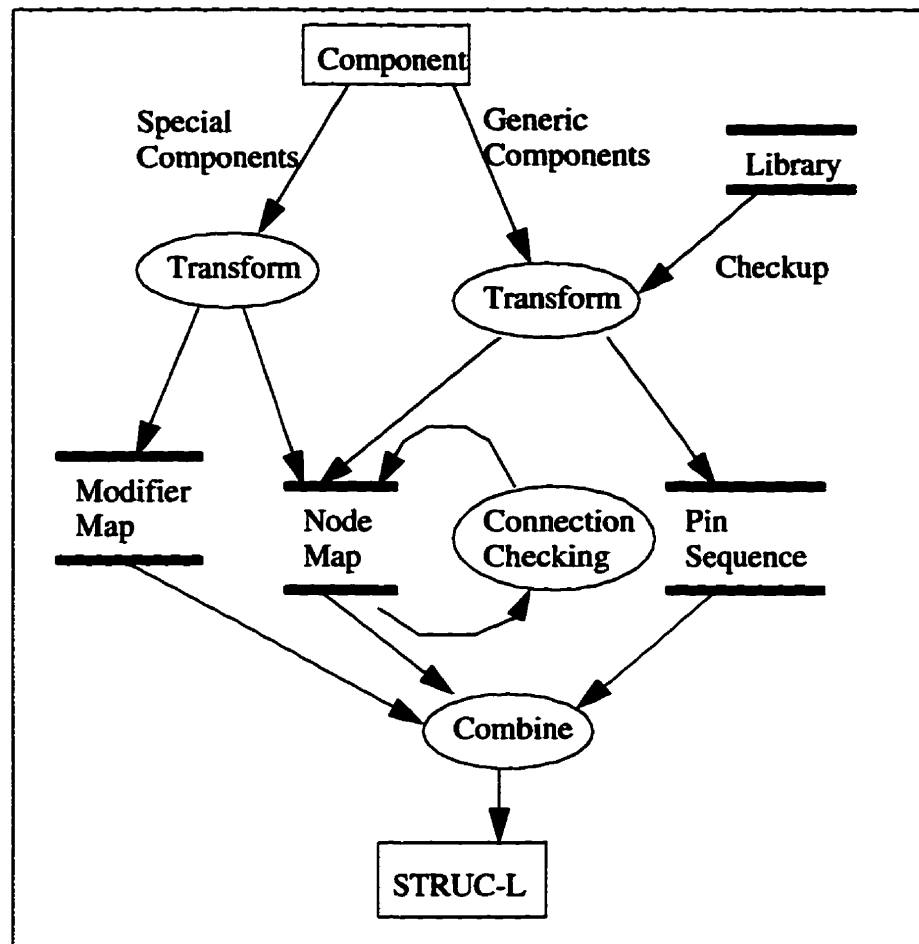 Component
Special
Components
Generic
Components
Library
Transform
Checkup
Transform
Modifier
Map
Node
Map
Connection
Checking
Pin
Sequence
Combine
STRUC-L